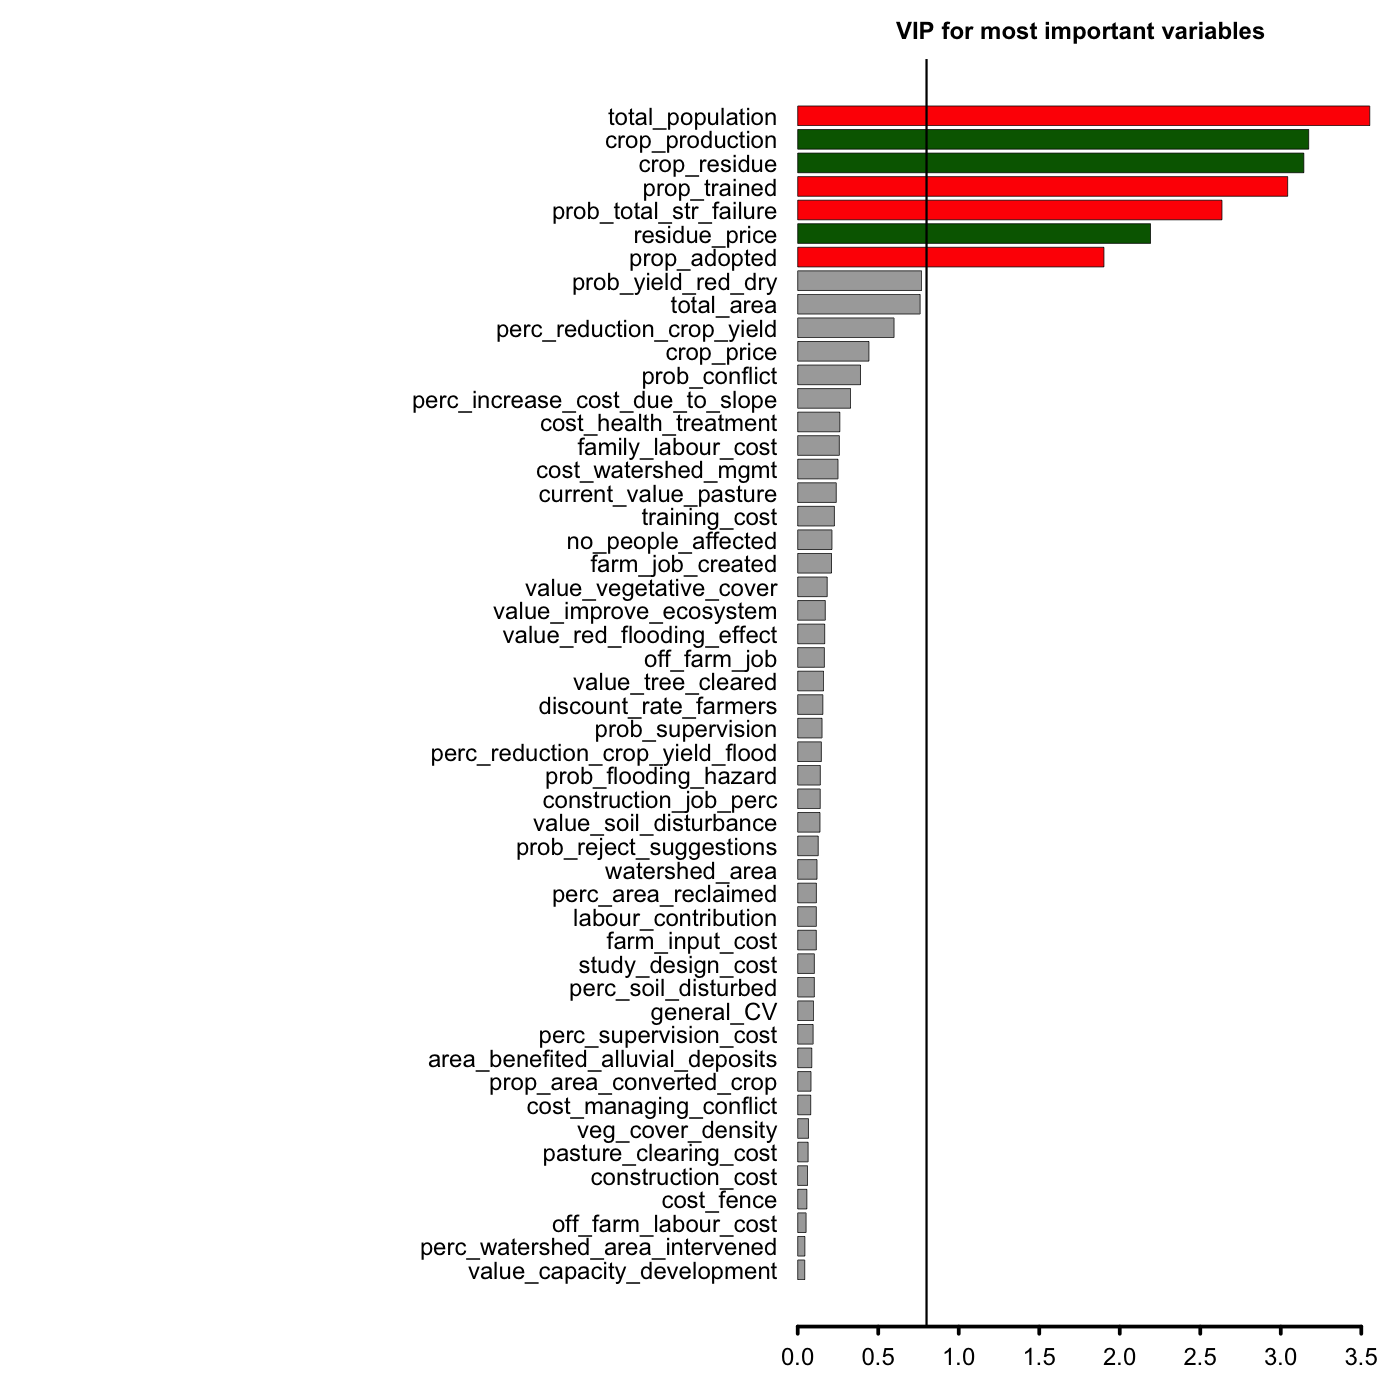 VIP for most important variables
total_population
crop_production
crop_residue
prop_trained
prob_total_str_failure
residue_price
prop_adopted
prob_yield_red_dry
total_area
perc_reduction_crop_yield
crop_price
prob_conflict
perc_increase_cost_due_to_slope
cost_health_treatment
family_labour_cost
cost_watershed_mgmt
current_value_pasture
training_cost
no_people_affected
farm_job_created
value_vegetative_cover
value_improve_ecosystem
value_red_flooding_effect
off_farm_job
value_tree_cleared
discount_rate_farmers
prob_supervision
perc_reduction_crop_yield_flood
prob_flooding_hazard
construction_job_perc
value_soil_disturbance
prob_reject_suggestions
watershed_area
perc_area_reclaimed
labour_contribution
farm_input_cost
study_design_cost
perc_soil_disturbed
general_CV
perc_supervision_cost
area_benefited_alluvial_deposits
prop_area_converted_crop
cost_managing_conflict
veg_cover_density
pasture_clearing_cost
construction_cost
cost_fence
off_farm_labour_cost
perc_watershed_area_intervened
value_capacity_development
0.0 0.5 1.0 1.5 2.0 2.5 3.0 3.5